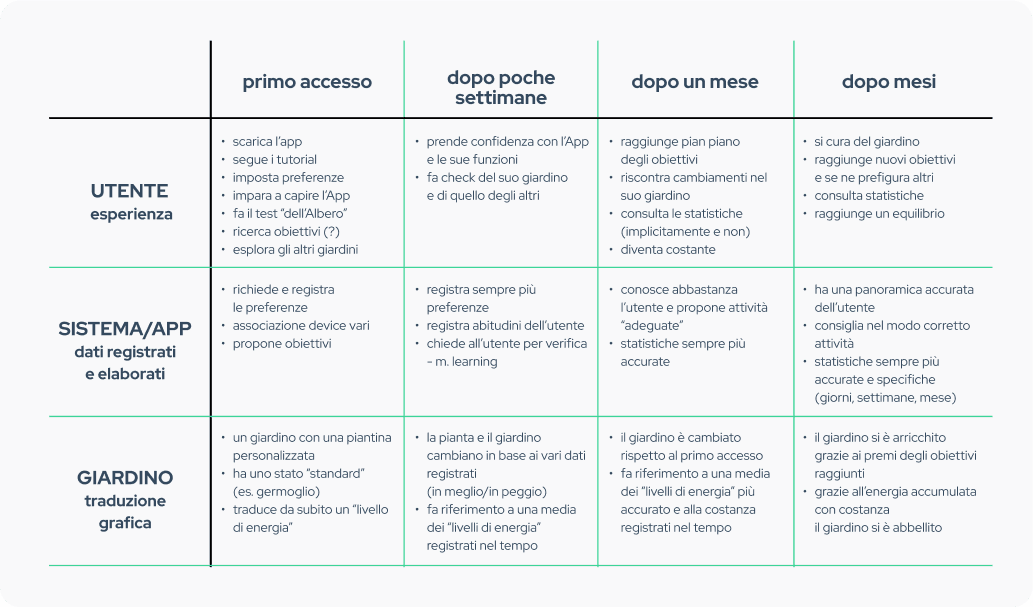 primo accesso
dopo poche
settimane
dopo un mese
dopo mesi
UTENTE
esperienza
• scarica l'app
• segue i tutorial
• imposta preferenze
• impara a capire l'App
• fa il test "dell'Albero"
• ricerca obiettivi (?)
• esplora gli altri giardini
• prende confidenza con l'App
e le sue funzioni
• fa check del suo giardino
e di quello degli altri
• raggiunge pian piano
degli obiettivi
• riscontra cambiamenti nel
suo giardino
• consulta le statistiche
(implicitamente e non)
• diventa costante
• si cura del giardino
• raggiunge nuovi obiettivi
e se ne prefigura altri
• consulta statistiche
• raggiunge un equilibrio
SISTEMA/APP
dati registrati
e elaborati
• richiede e registra
le preferenze
• associazione device vari
• propone obiettivi
• registra sempre più
preferenze
• registra abitudini dell'utente
• chiede all'utente per verifica
- m. learning
• conosce abbastanza
l'utente e propone attività
"adeguate"
• statistiche sempre più
accurate
• ha una panoramica accurata
dell'utente
• consiglia nel modo corretto
attività
• statistiche sempre più
accurate e specifiche
(giorni, settimane, mese)
GIARDINO
traduzione
grafica
• un giardino con una piantina
personalizzata
• ha uno stato "standard"
(es. germoglio)
• traduce da subito un "livello
di energia"
• la pianta e il giardino
cambiano in base ai vari dati
registrati
(in meglio/in peggio)
• fa riferimento a una media
dei "livelli di energia"
registrati nel tempo
• il giardino è cambiato
rispetto al primo accesso
• fa riferimento a una media
dei "livelli di energia" più
accurato e alla costanza
registrati nel tempo
• il giardino si è arricchito
grazie ai premi degli obiettivi
raggiunti
• grazie all'energia accumulata
con costanza
il giardino si è abbellito